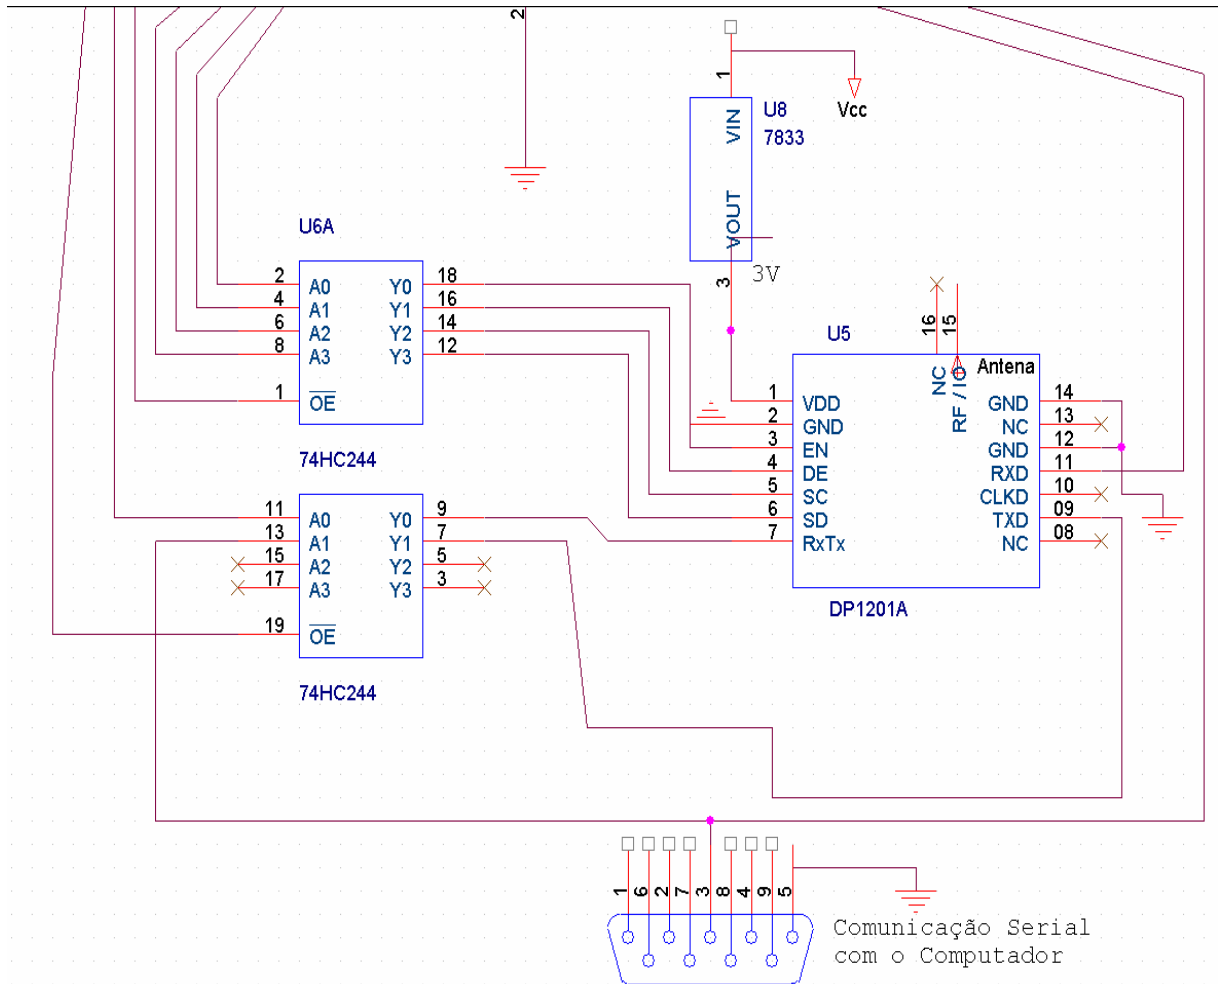 2
1
VIN
VOUT
3
U8
7833
Vcc
3V
U6A
2 A0 Y0 18
4 A1 Y1 16
6 A2 Y2 14
8 A3 Y3 12
1 OE
74HC244
11 A0 Y0 9
13 A1 Y1 7
15 A2 Y2 5
17 A3 Y3 3
19 OE
74HC244
U5
16 15
NC RF / IO
Antena
1 VDD GND 14
2 GND NC 13
3 EN GND 12
4 DE RXD 11
5 SC CLKD 10
6 SD TXD 09
7 RxTx NC 08
DP1201A
1 6 2 7 3 8 4 9 5
Comunicação Serial
com o Computador